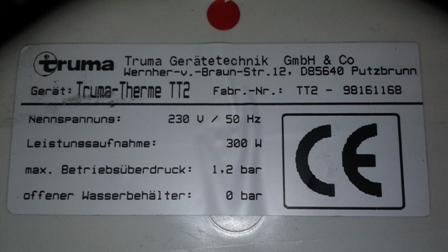 truma Truma Gerätetechnik GmbH & Co
Wernher-v.-Braun-Str.12, D85640 Putzbrunn
Gerät: Truma-Therme TT2 Fabr.-Nr.: TT2 - 98161168
Nennspannung: 230 V / 50 Hz
Leistungsaufnahme: 300 W
max. Betriebsüberdruck: 1,2 bar
offener Wasserbehälter: 0 bar
CE